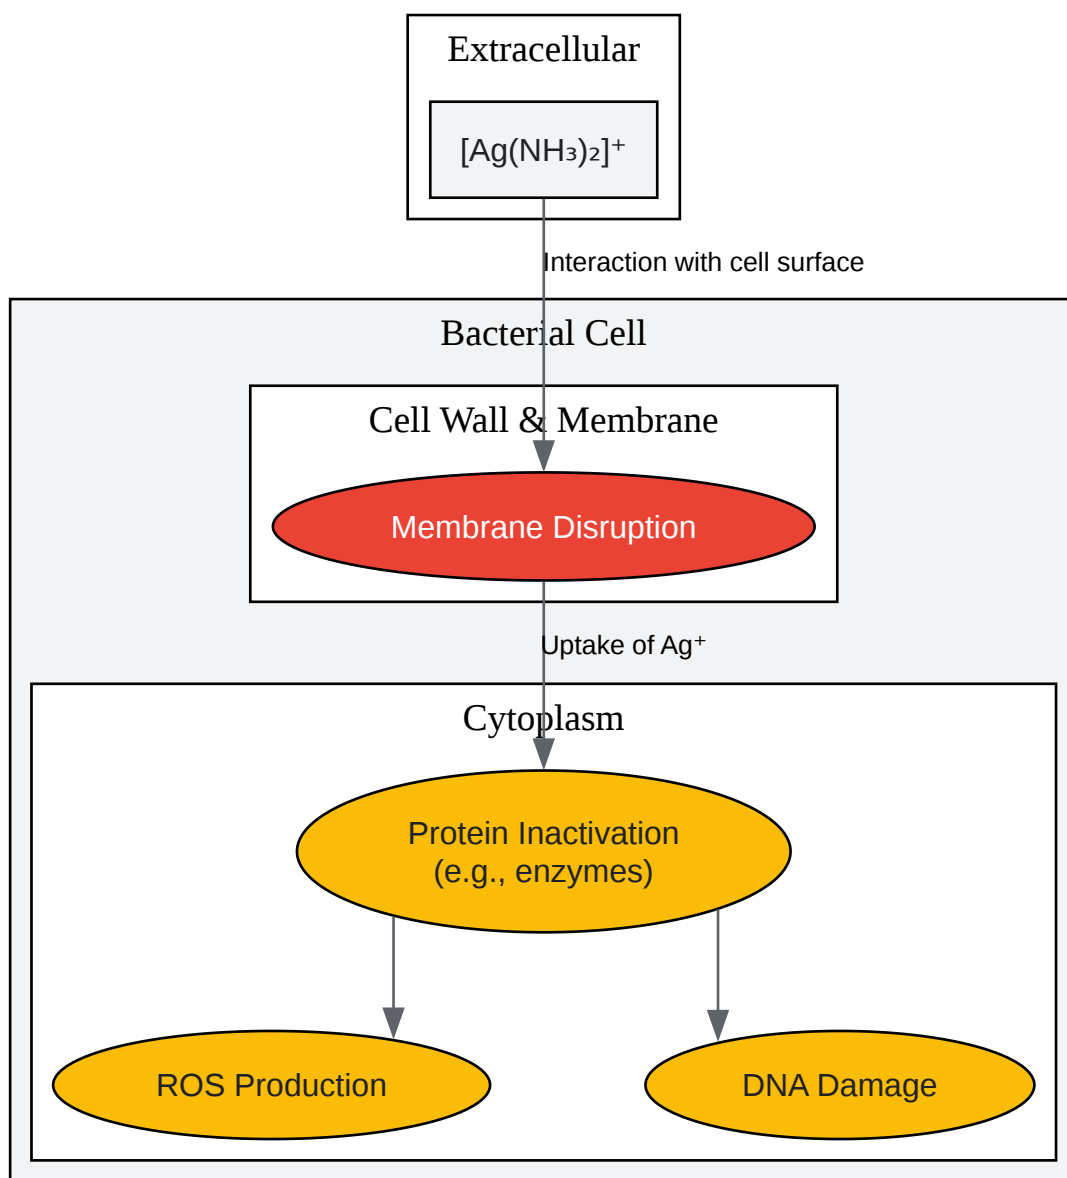 Extracellular
[Ag(NH₃)₂]⁺
Interaction with cell surface
Bacterial Cell
Cell Wall & Membrane
Membrane Disruption
Uptake of Ag⁺
Cytoplasm
Protein Inactivation
(e.g., enzymes)
ROS Production
DNA Damage